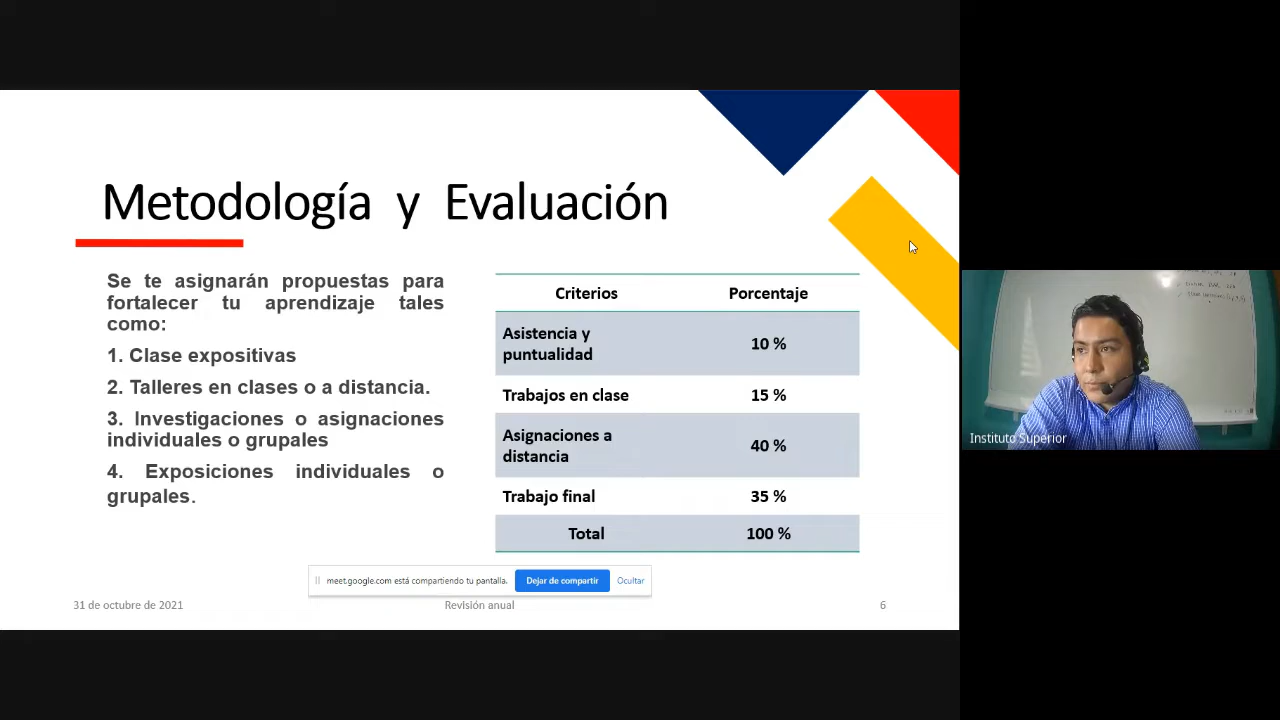 Metodología y Evaluación
Se te asignarán propuestas para
fortalecer tu aprendizaje tales
como:
1. Clase expositivas
2. Talleres en clases o a distancia.
3. Investigaciones o asignaciones
individuales o grupales
4. Exposiciones individuales o
grupales.
Criterios Porcentaje
Asistencia y
puntualidad 10 %
Trabajos en clase 15 %
Asignaciones a
distancia 40 %
Trabajo final 35 %
Total 100 %
meet.google.com está compartiendo tu pantalla. Dejar de compartir Ocultar
31 de octubre de 2021 Revisión anual 6
Instituto Superior